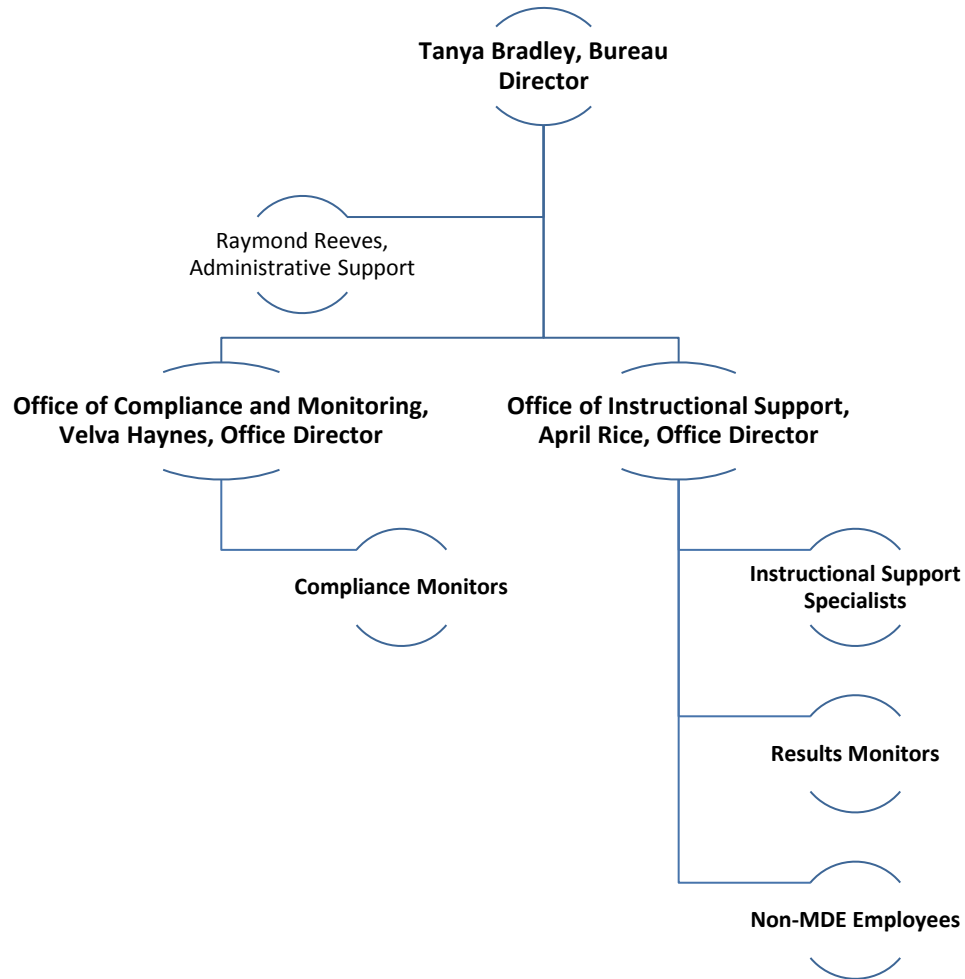 Tanya Bradley, Bureau
Director
Raymond Reeves,
Administrative Support
Office of Compliance and Monitoring,
Velva Haynes, Office Director
Office of Instructional Support,
April Rice, Office Director
Compliance Monitors
Instructional Support
Specialists
Results Monitors
Non-MDE Employees